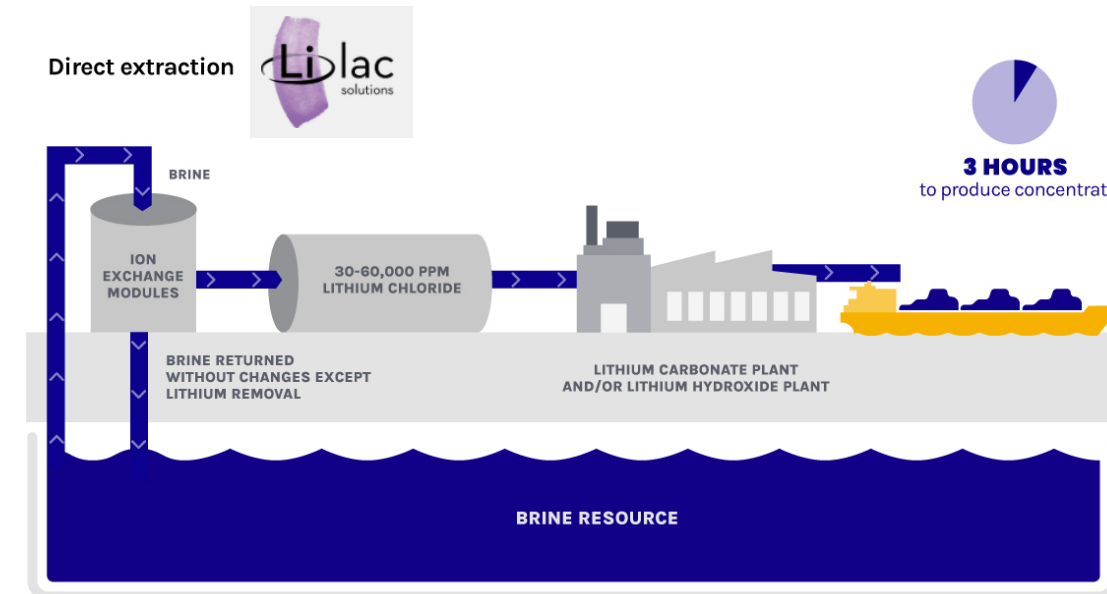 Direct extraction
Lilac
solutions
3 HOURS
to produce concentrat
BRINE
ION
EXCHANGE
MODULES
30-60,000 PPM
LITHIUM CHLORIDE
BRINE RETURNED
WITHOUT CHANGES EXCEPT
LITHIUM REMOVAL
LITHIUM CARBONATE PLANT
AND/OR LITHIUM HYDROXIDE PLANT
BRINE RESOURCE